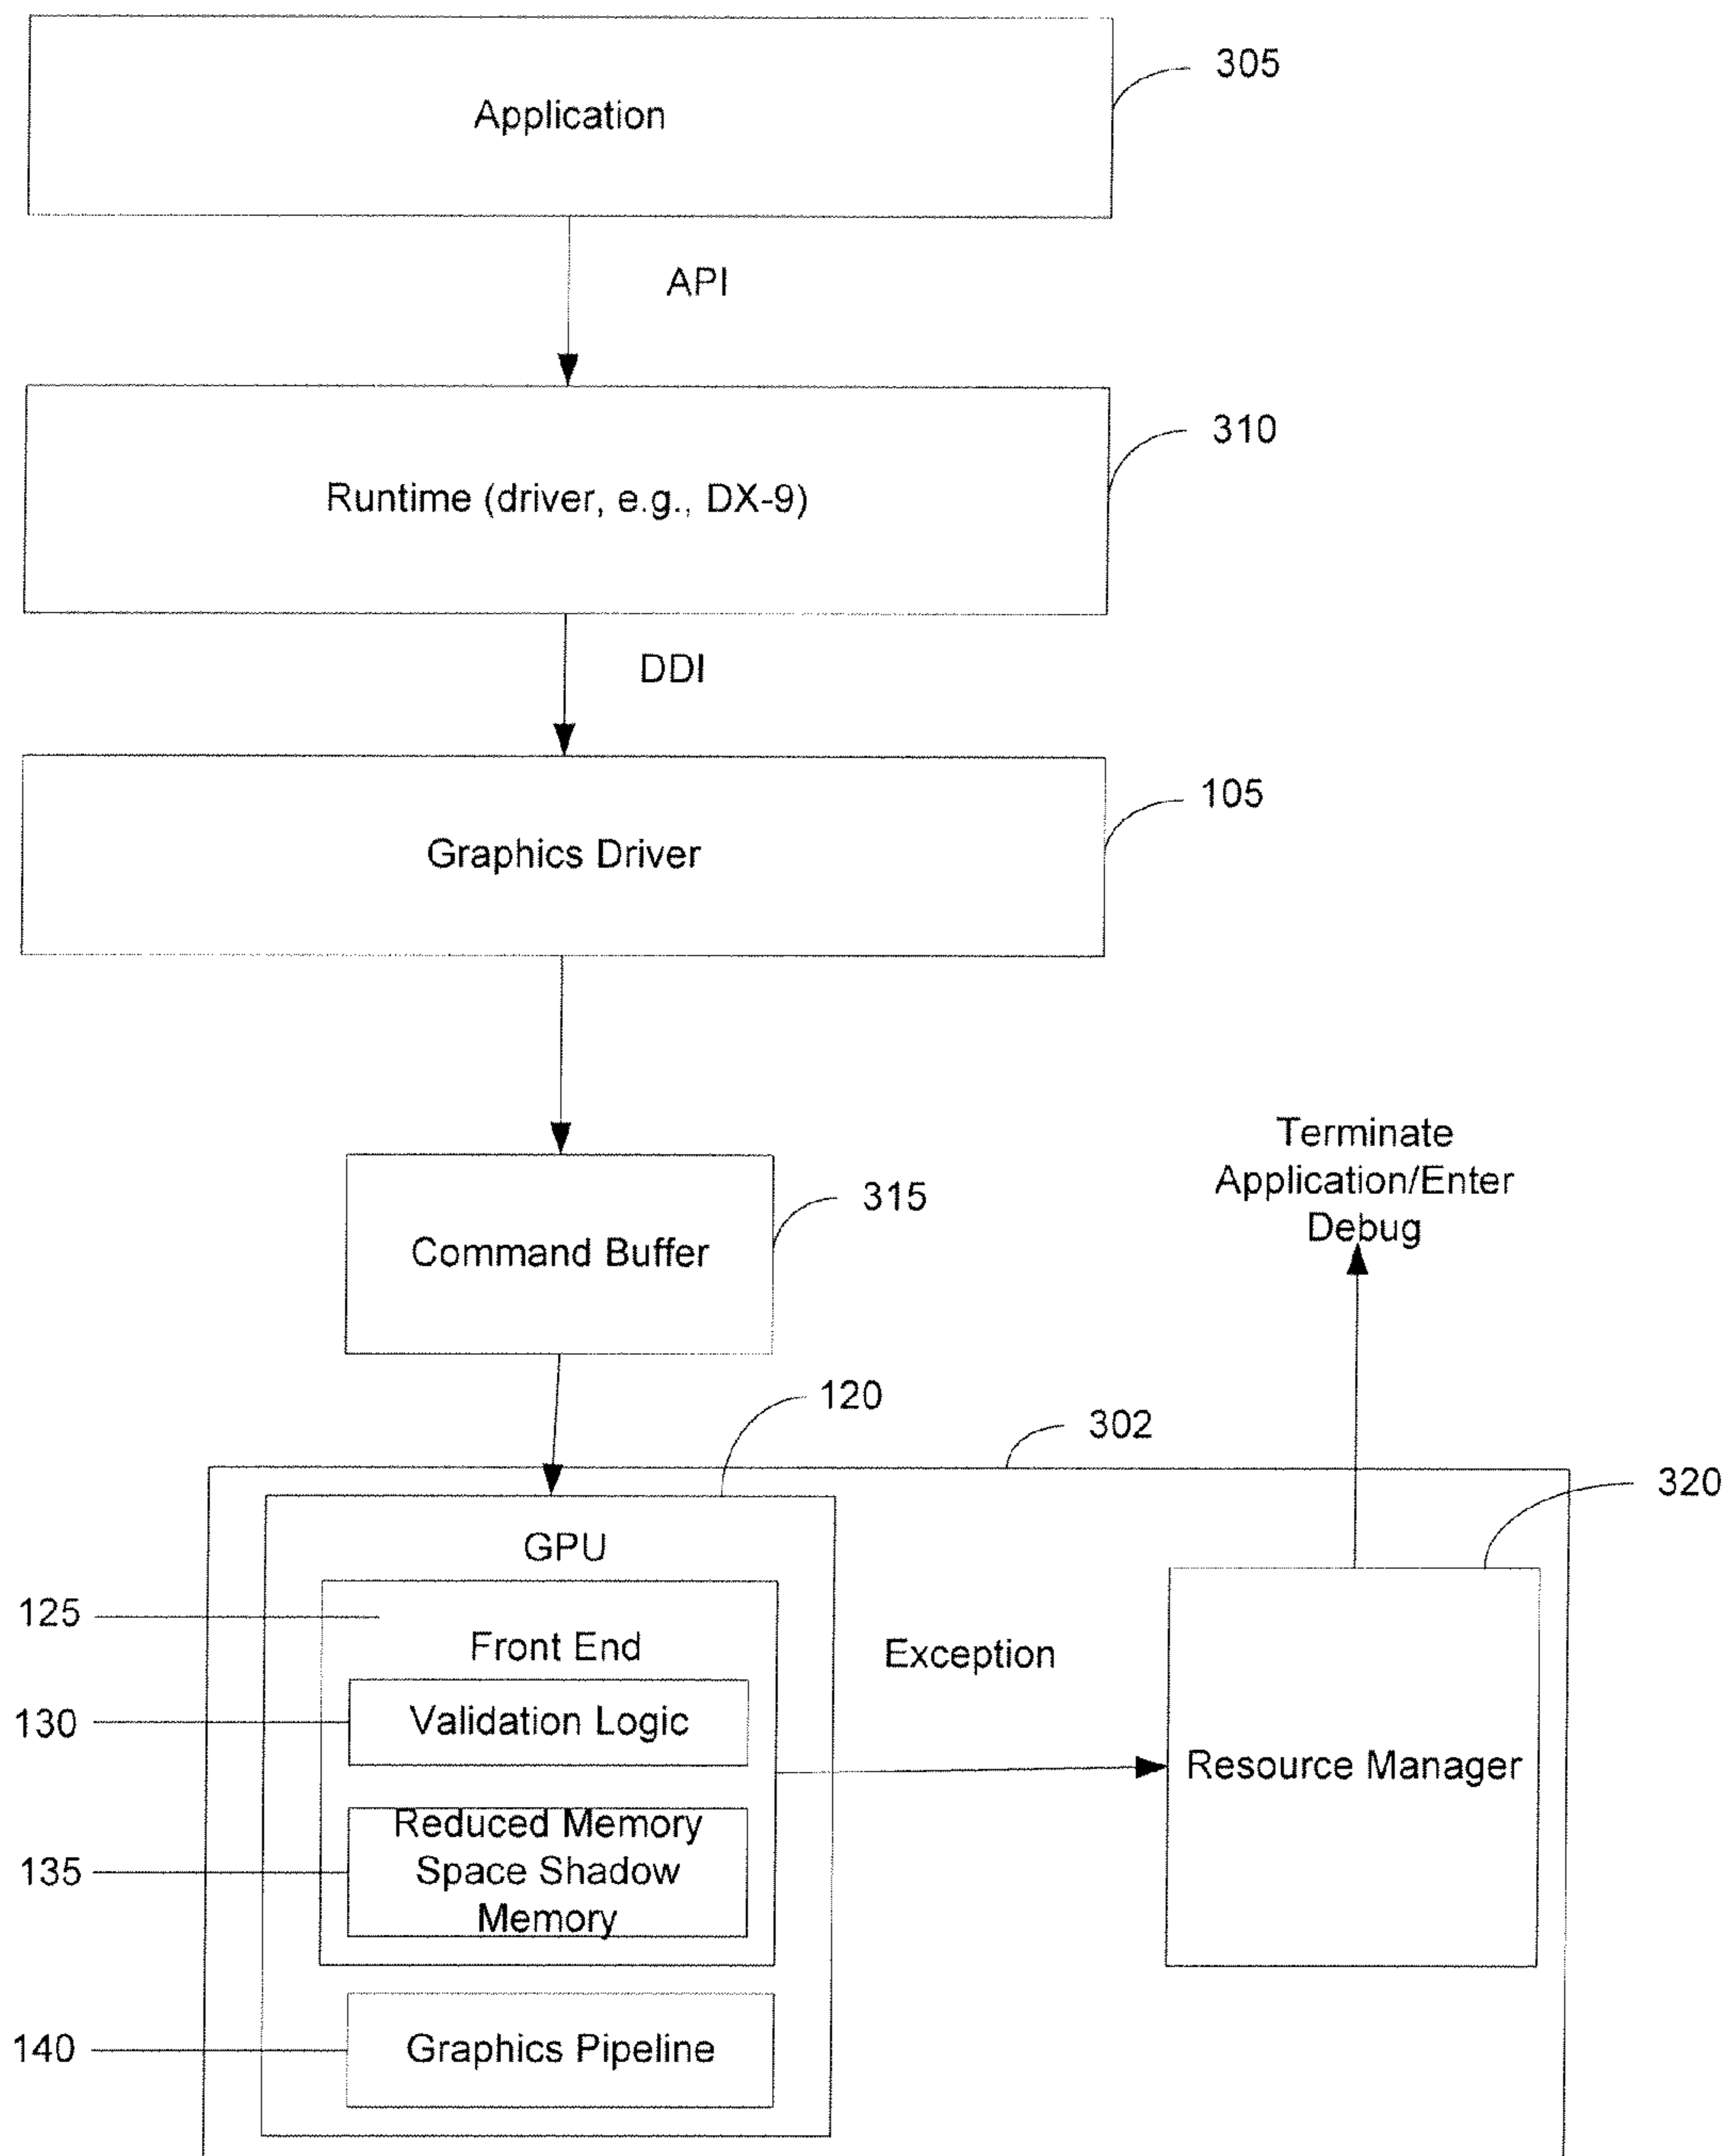 Application
305
API
Runtime (driver, e.g., DX-9)
310
DDI
Graphics Driver
105
Command Buffer
315
Terminate
Application/Enter
Debug
120
302
320
GPU
125
Front End
Exception
130
Validation Logic
Resource Manager
135
Reduced Memory
Space Shadow
Memory
140
Graphics Pipeline